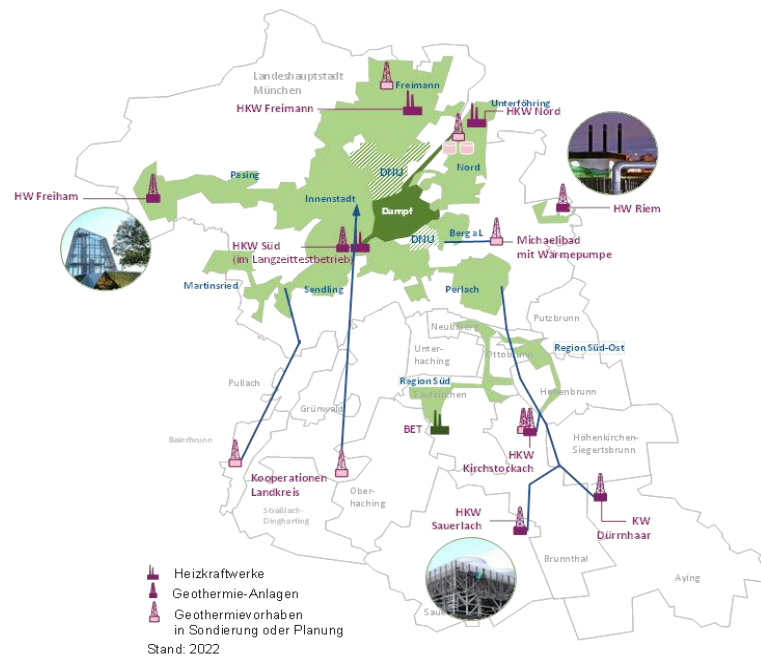 Landeshauptstadt
München
Freimann
HKW Freimann
Unterföhring
HKW Nord
DNU
Nord
Pasing
HW Freiham
Innenstadt
Dampf
HW Riem
HKW Süd
(im Langzeittestbetrieb)
DNU
Berg aL
Michaelibad
mit Wärmepumpe
Martinsried
Sendling
Perlach
Putzbrunn
Neubiberg
Unter-
haching
Ottobrunn
Region Süd-Ost
Pullach
Region Süd
Taufkirchen
Hohenbrunn
Grünwald
BET
Baierbrunn
HKW
Kirchstockach
Höhenkirchen-
Siegertsbrunn
Kooperationen
Landkreis
Ober-
haching
Straßlach-
Dingharting
HKW
Sauerlach
KW
Dürrnhaar
Brunnthal
Aying
Heizkraftwerke
Geothermie-Anlagen
Geothermievorhaben
in Sondierung oder Planung
Stand: 2022